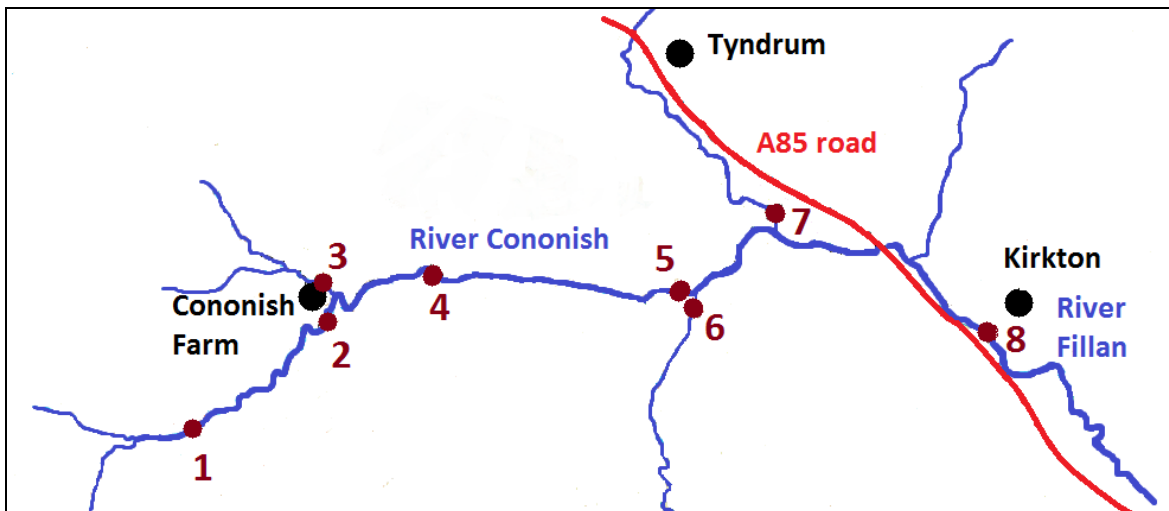 Tyndrum
A85 road
7
River Cononish
3
5
Kirkton
Cononish
Farm
4
6
River
Fillan
2
8
1